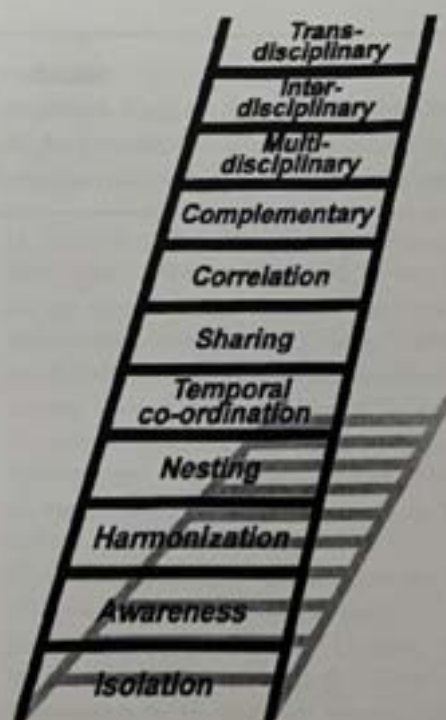 Trans-
disciplinary
Inter-
disciplinary
Multi-
disciplinary
Complementary
Correlation
Sharing
Temporal
co-ordination
Nesting
Harmonization
Awareness
Isolation